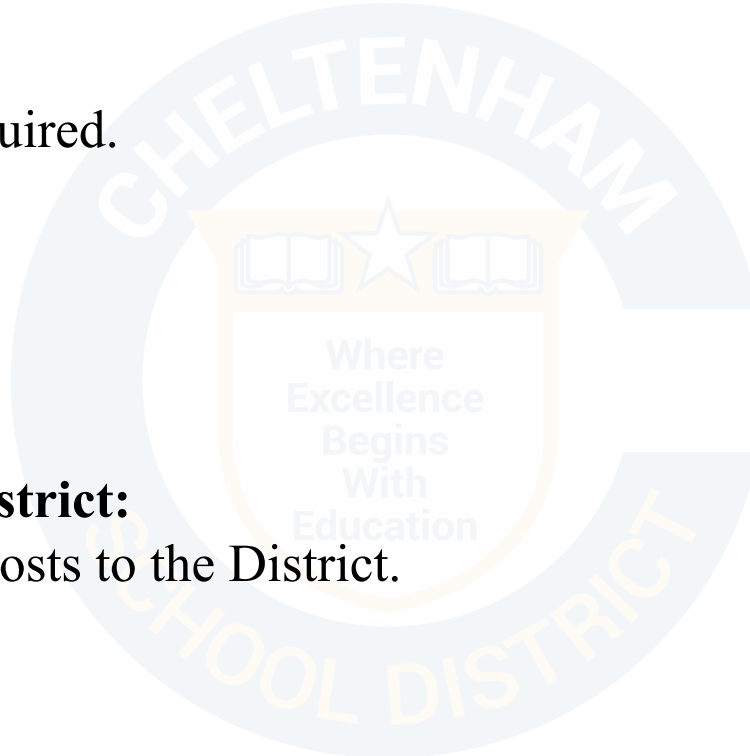 CHELTENHAM
uired.
Where
Excellence
Begins
With
Education
strict:
osts to the District.
SCHOOL DISTRICT